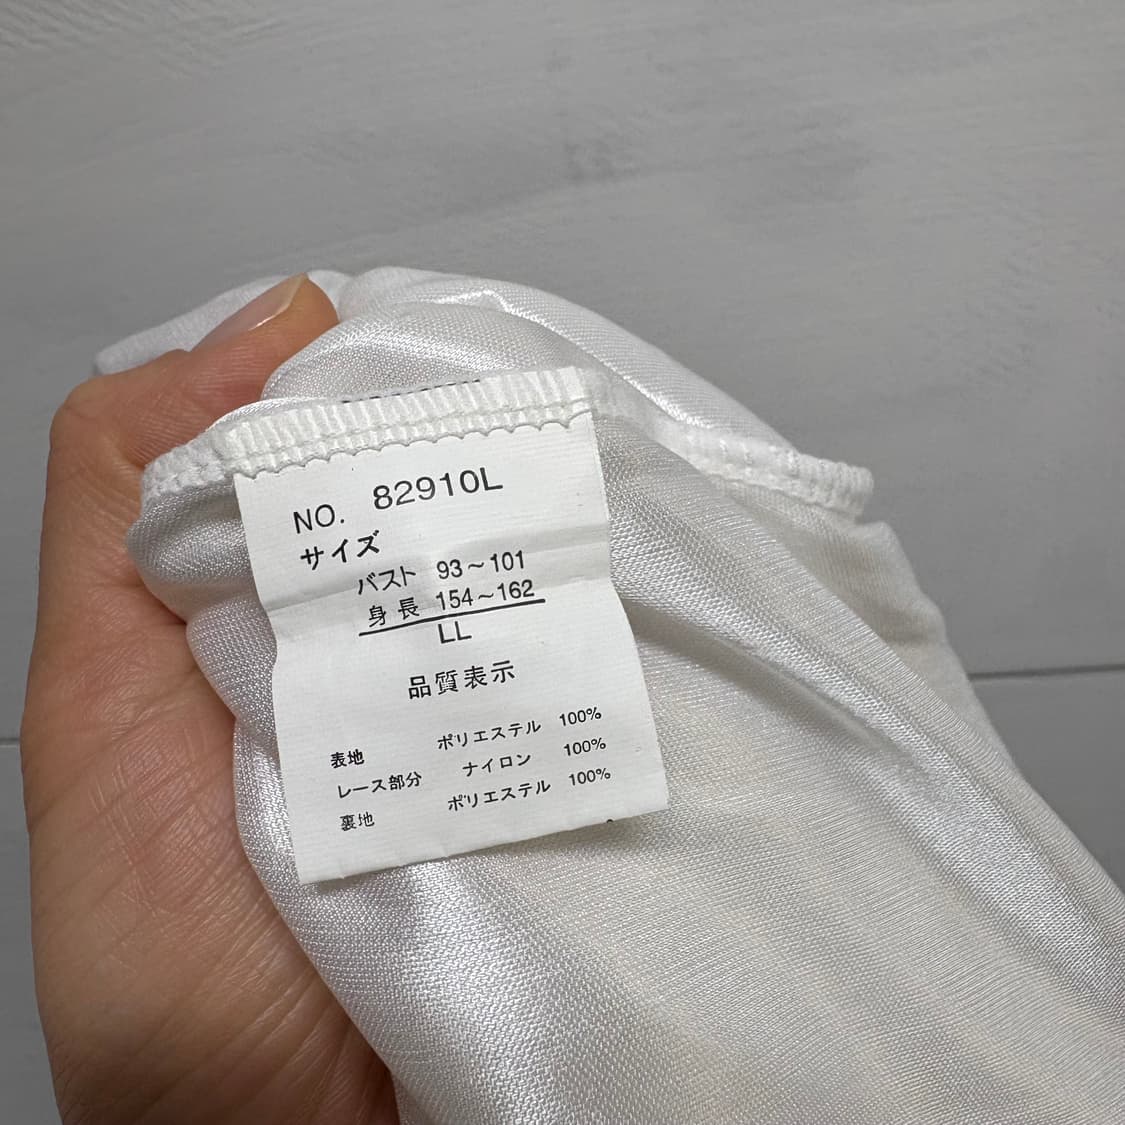 NO. 82910L
サイズ
バスト 93〜101
身長 154〜162
LL
品質表示
表地 ポリエステル 100%
レース部分 ナイロン 100%
裏地 ポリエステル 100%